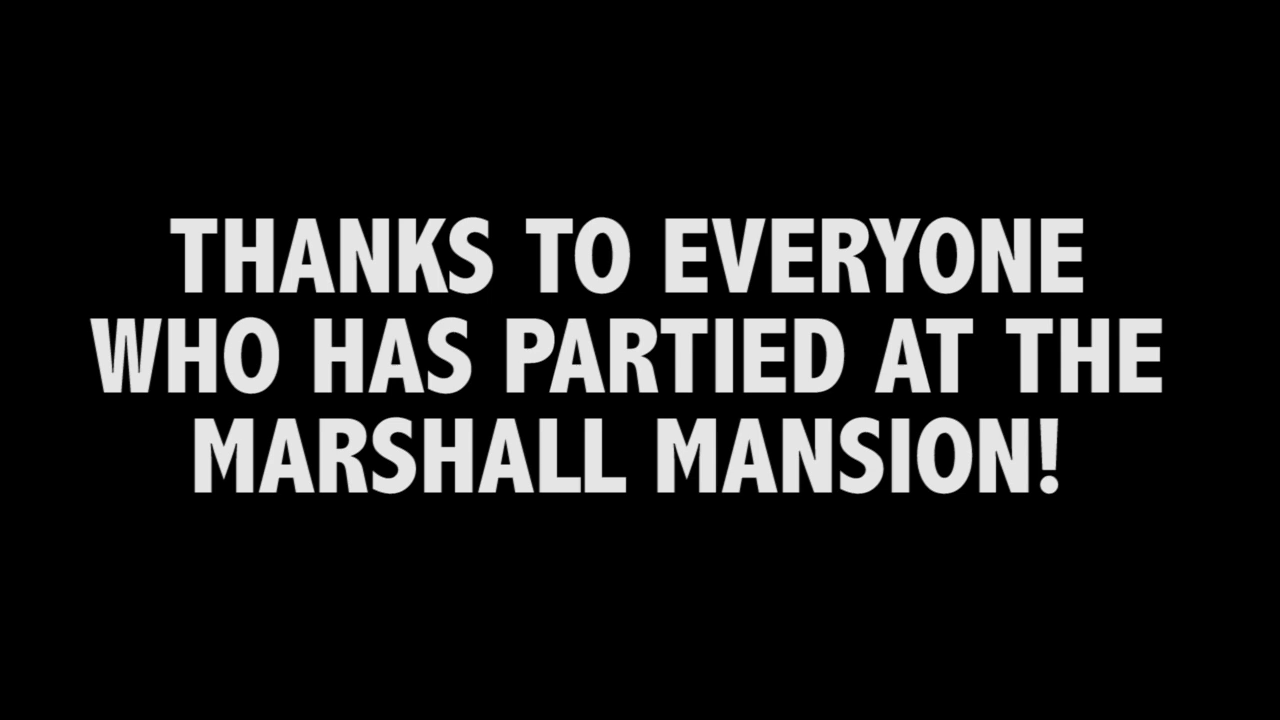 THANKS TO EVERYONE
WHO HAS PARTIED AT THE
MARSHALL MANSION!